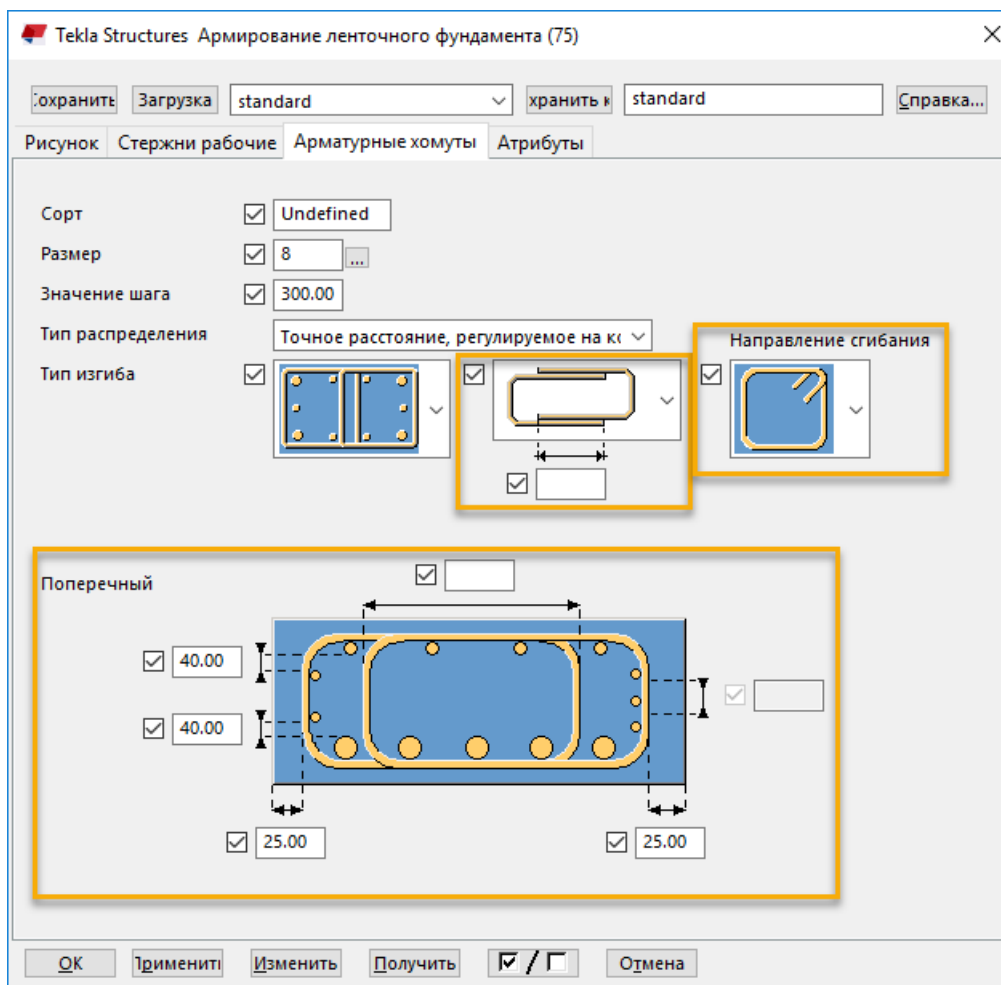 Tekla Structures Армирование ленточного фундамента (75)
Сохранить Загрузка standard хранить к standard Справка...
Рисунок Стержни рабочие Арматурные хомуты Атрибуты
Сорт Undefined
Размер 8 ...
Значение шага 300.00
Тип распределения Точное расстояние, регулируемое на ко
Направление сгибания
Тип изгиба
Поперечный
40.00
40.00
25.00 25.00
OK Применить Изменить Получить / Отмена